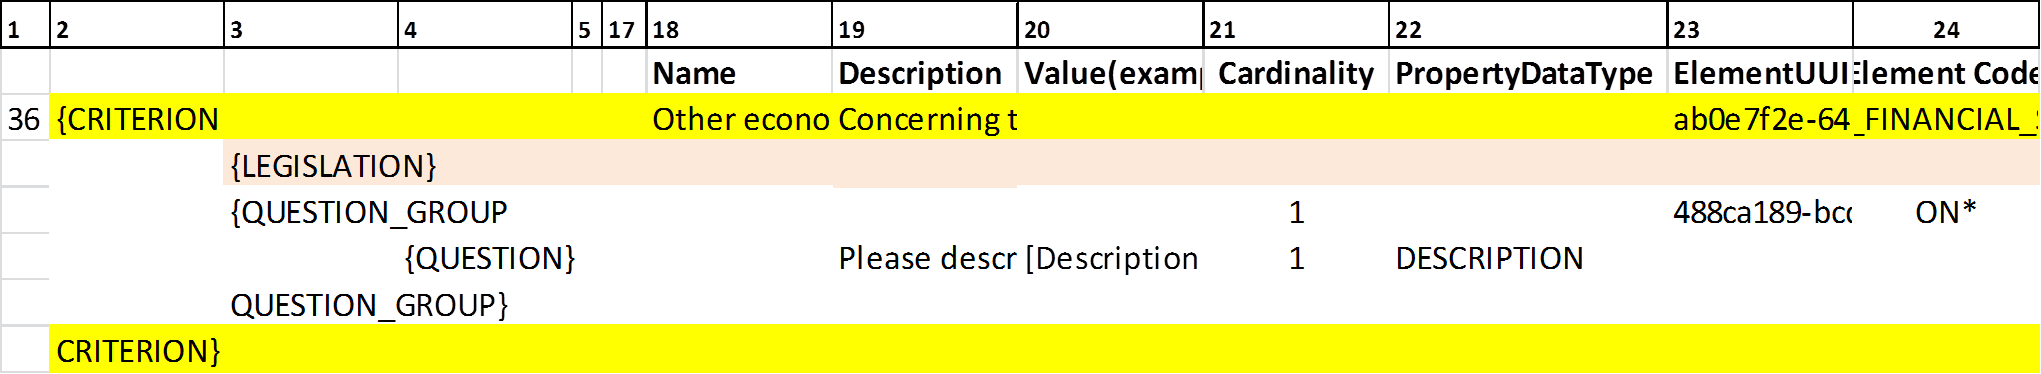 1 2 3 4 5 17 18 19 20 21 22 23 24
Name Description Value(exam Cardinality PropertyDataType ElementUUI Element Code
36 {CRITERION Other econo Concerning t ab0e7f2e-64 _FINANCIAL_
{LEGISLATION}
{QUESTION_GROUP 1 488ca189-bcc ON*
{QUESTION} Please descr [Description 1 DESCRIPTION
QUESTION_GROUP}
CRITERION}